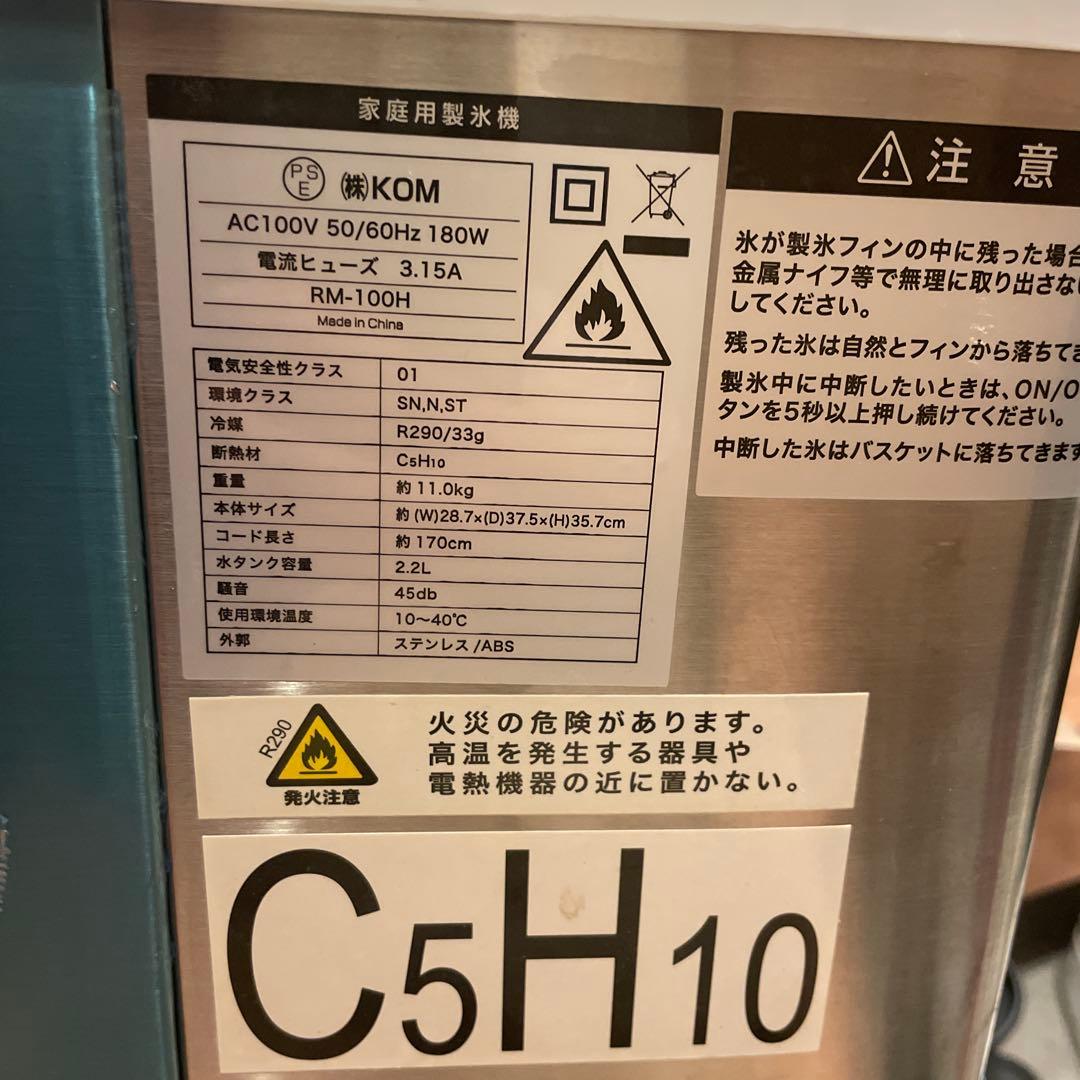 家庭用製氷機
PSE ㈱KOM
AC100V 50/60Hz 180W
電流ヒューズ 3.15A
RM-100H
Made in China
電気安全性クラス 01
環境クラス SN,N,ST
冷媒 R290/33g
断熱材 C5H10
重量 約 11.0kg
本体サイズ 約 (W)28.7×(D)37.5×(H)35.7cm
コード長さ 約 170cm
水タンク容量 2.2L
騒音 45db
使用環境温度 10〜40℃
外郭 ステンレス /ABS
注 意
氷が製氷フィンの中に残った場合
金属ナイフ等で無理に取り出さない
してください。
残った氷は自然とフィンから落ちてき
製氷中に中断したいときは、ON/O
タンを5秒以上押し続けてください。
中断した氷はバスケットに落ちてきます
R290
発火注意
火災の危険があります。
高温を発生する器具や
電熱機器の近に置かない。
C5H10